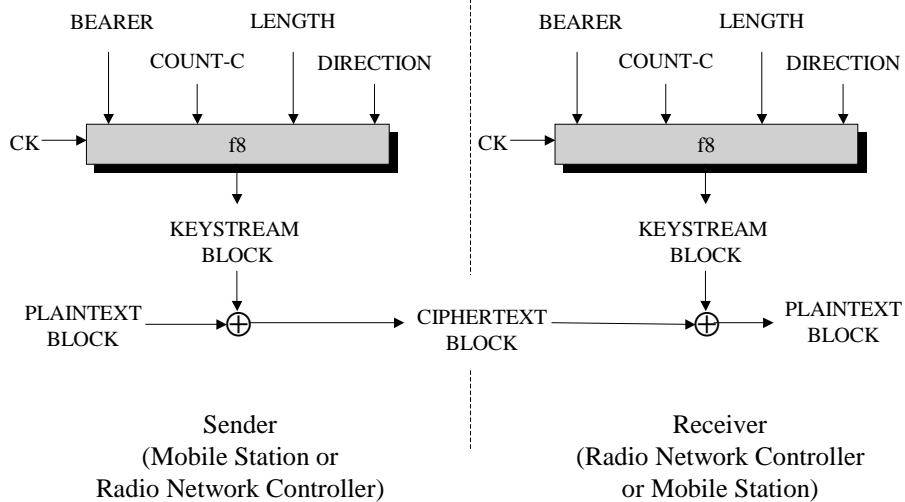 BEARER LENGTH
COUNT-C DIRECTION
CK f8
KEYSTREAM
BLOCK
PLAINTEXT
BLOCK
BEARER LENGTH
COUNT-C DIRECTION
CK f8
KEYSTREAM
BLOCK
CIPHERTEXT
BLOCK
PLAINTEXT
BLOCK
Sender
(Mobile Station or
Radio Network Controller)
Receiver
(Radio Network Controller
or Mobile Station)